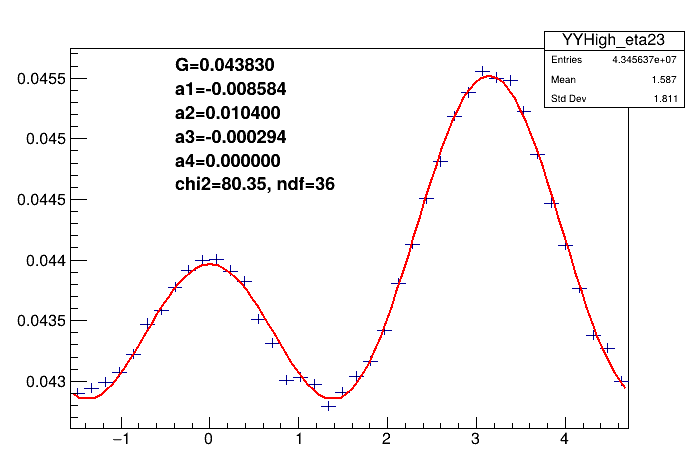 YYHigh_eta23
Entries 4.345637e+07
Mean 1.587
Std Dev 1.811
G=0.043830
a1=-0.008584
a2=0.010400
a3=-0.000294
a4=0.000000
chi2=80.35, ndf=36
0.0455
0.045
0.0445
0.044
0.0435
0.043
−1 0 1 2 3 4